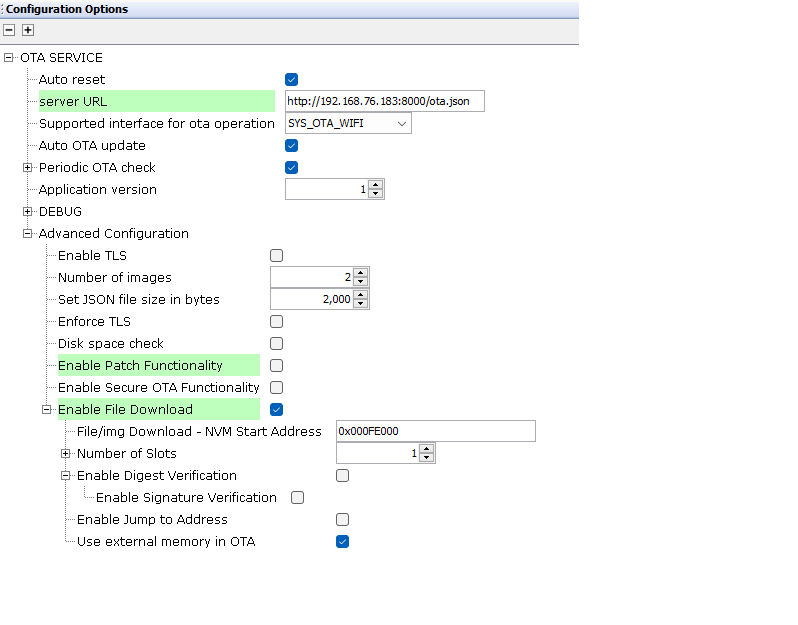 Configuration Options
OTA SERVICE
Auto reset
server URL http://192.168.76.183:8000/ota.json
Supported interface for ota operation SYS_OTA_WIFI
Auto OTA update
Periodic OTA check
Application version 1
DEBUG
Advanced Configuration
Enable TLS
Number of images 2
Set JSON file size in bytes 2,000
Enforce TLS
Disk space check
Enable Patch Functionality
Enable Secure OTA Functionality
Enable File Download
File/img Download - NVM Start Address 0x000FE000
Number of Slots 1
Enable Digest Verification
Enable Signature Verification
Enable Jump to Address
Use external memory in OTA